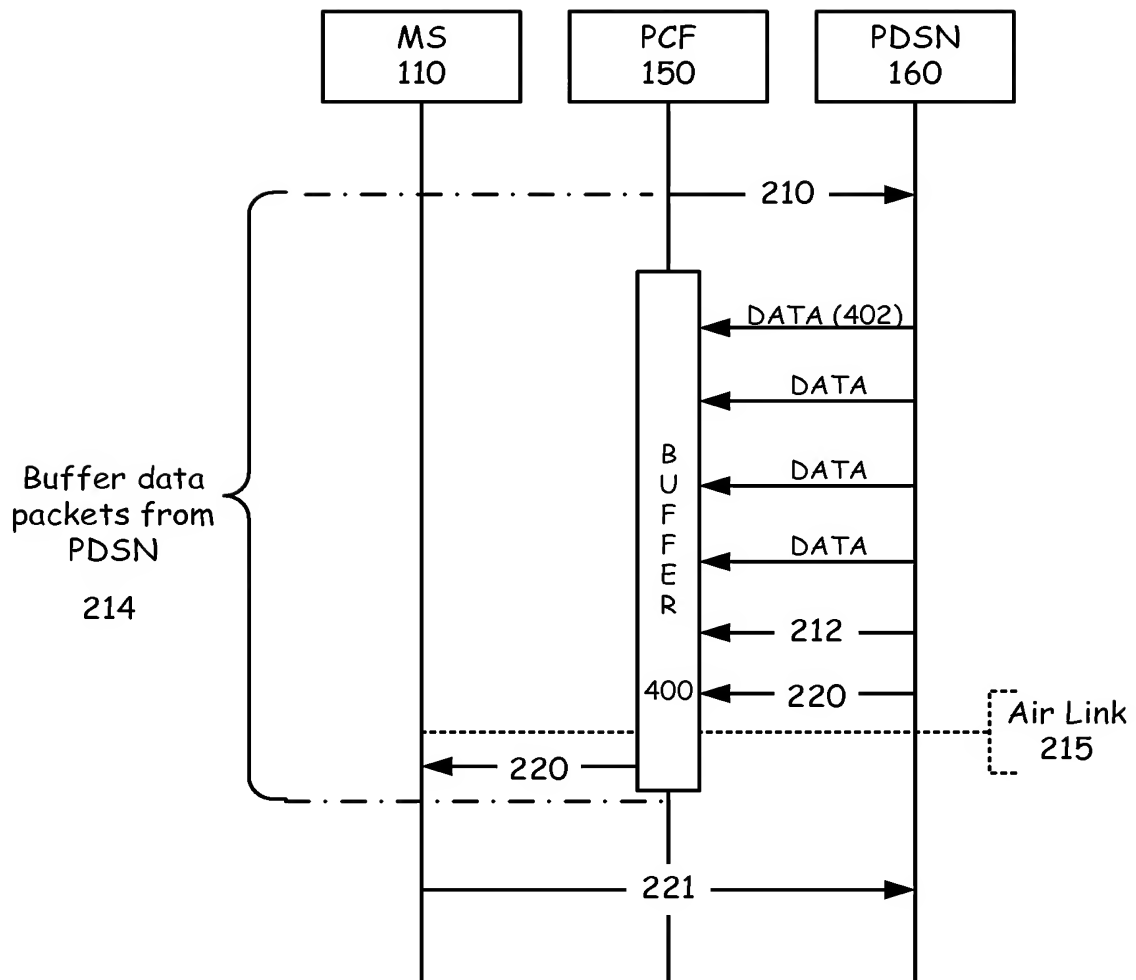 MS
110
PCF
150
PDSN
160
210
DATA (402)
DATA
DATA
DATA
BUFFER
400
212
220
Buffer data
packets from
PDSN
214
Air Link
215
220
221